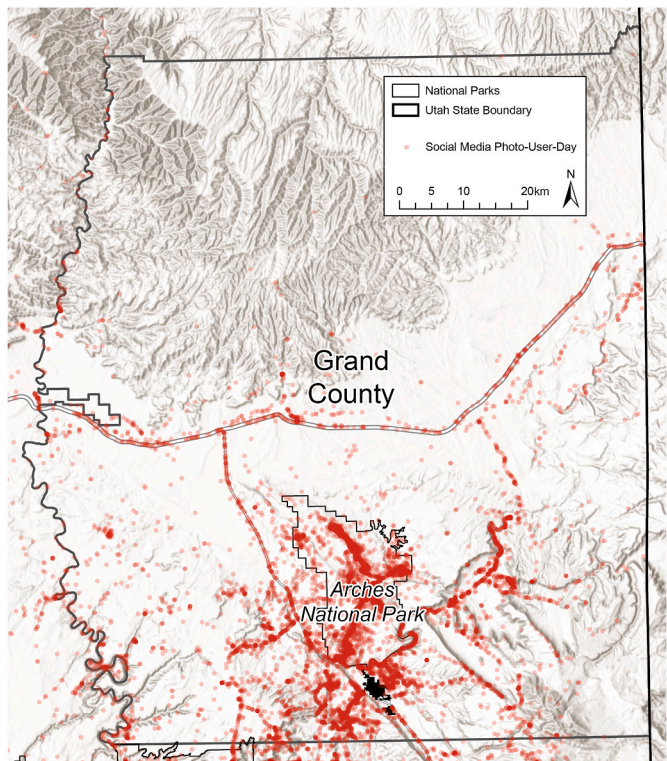 National Parks
Utah State Boundary
Social Media Photo-User-Day
N
0 5 10 20km
Grand
County
Arches
National Park